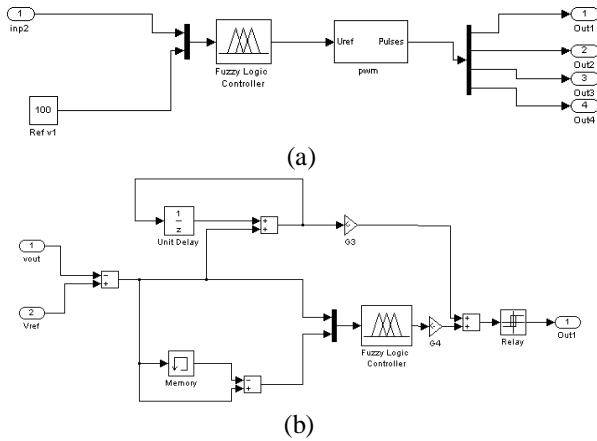 1
inp2
100
Ref v1
Fuzzy Logic
Controller
Uref
Pulses
pwm
1
Out1
2
Out2
3
Out3
4
Out4
(a)
1
z
Unit Delay
+
+
G3
1
vout
2
Vref
−
+
Memory
−
+
Fuzzy Logic
Controller
G4
+
+
Relay
1
Out1
(b)